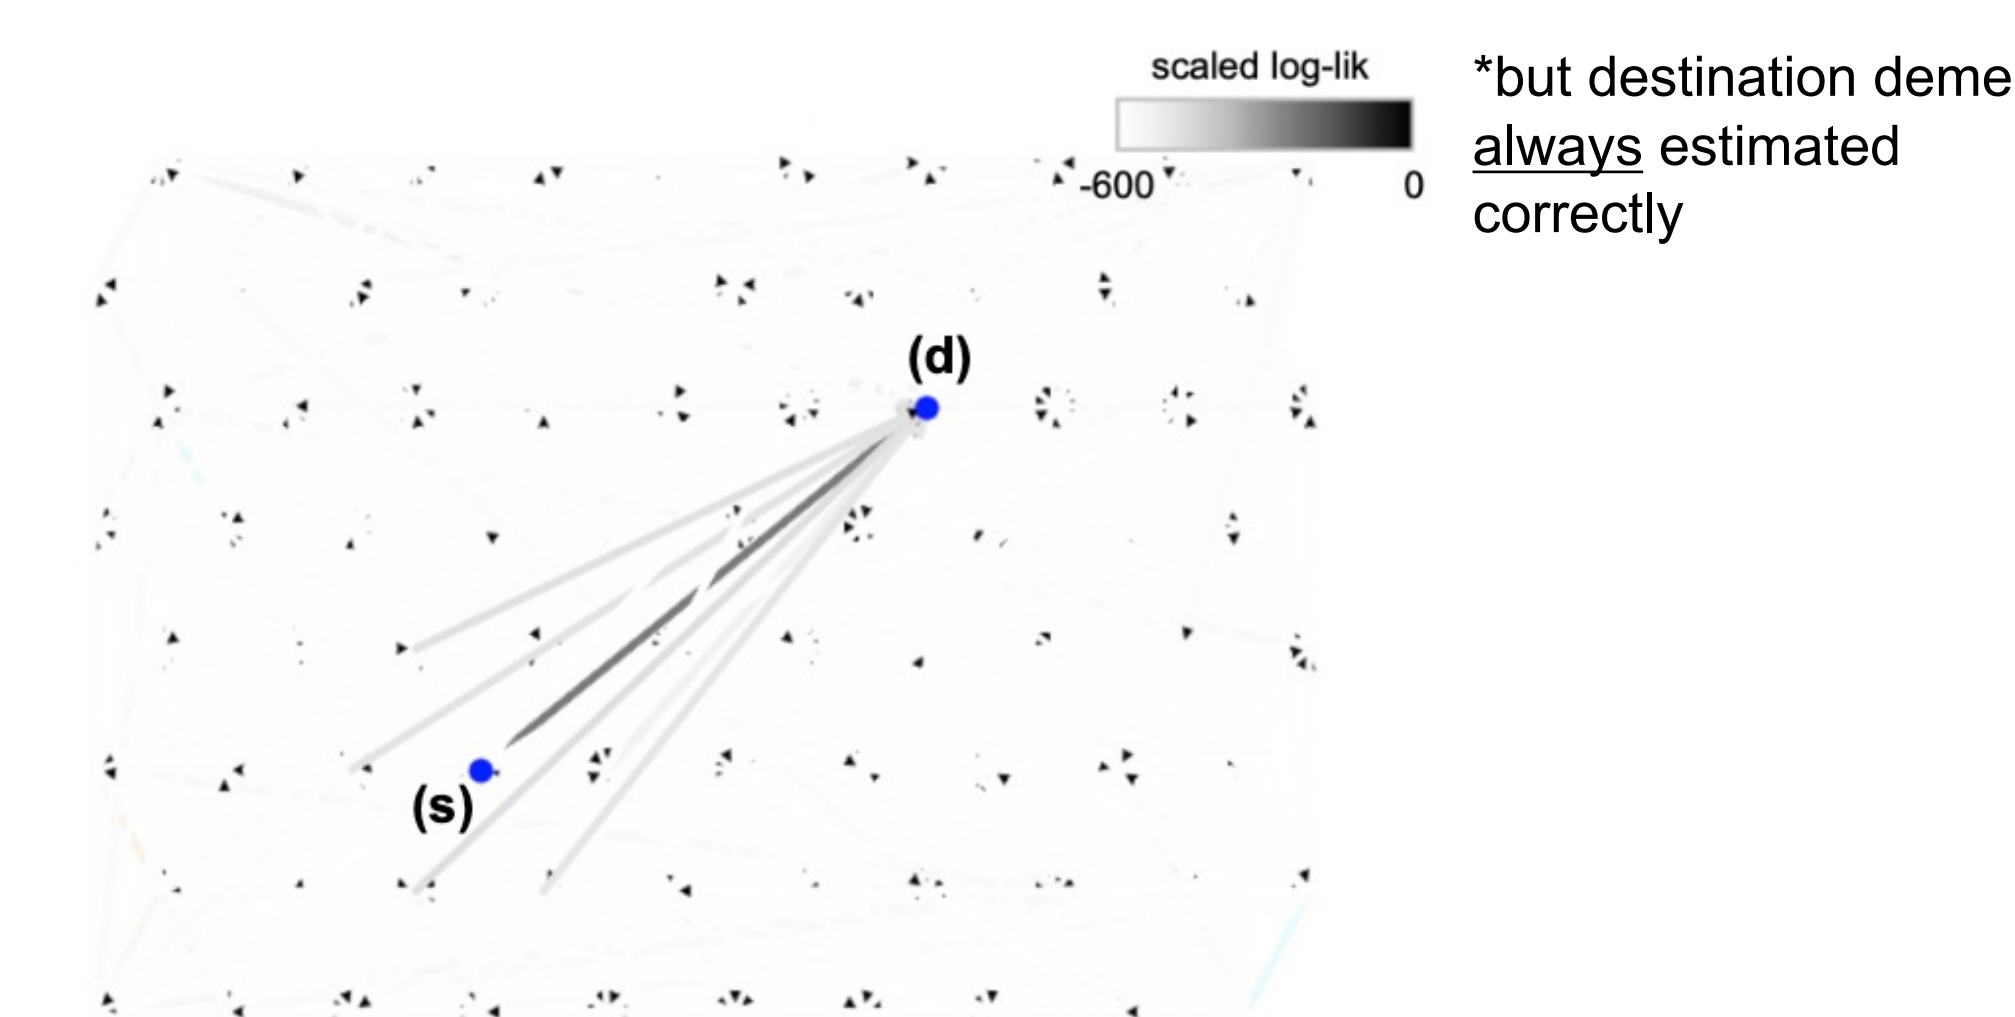 scaled log-lik
-600 0
*but destination deme
always estimated
correctly
(d)
(s)